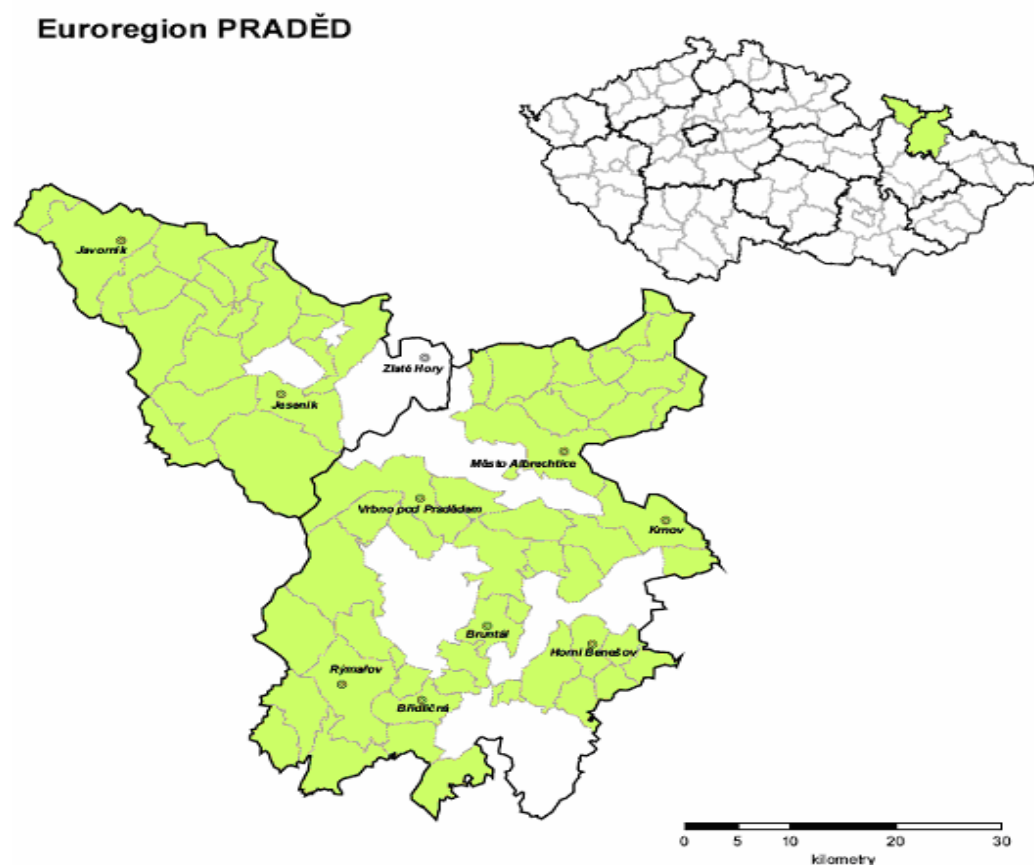 Euroregion PRADĚD
Javorník
Zlaté Hory
Jeseník
Město Albrechtice
Vrbno pod Pradědam
Krnov
Bruntál
Horní Benešov
Rýmařov
Břidličná
0 5 10 20 30
kilometry